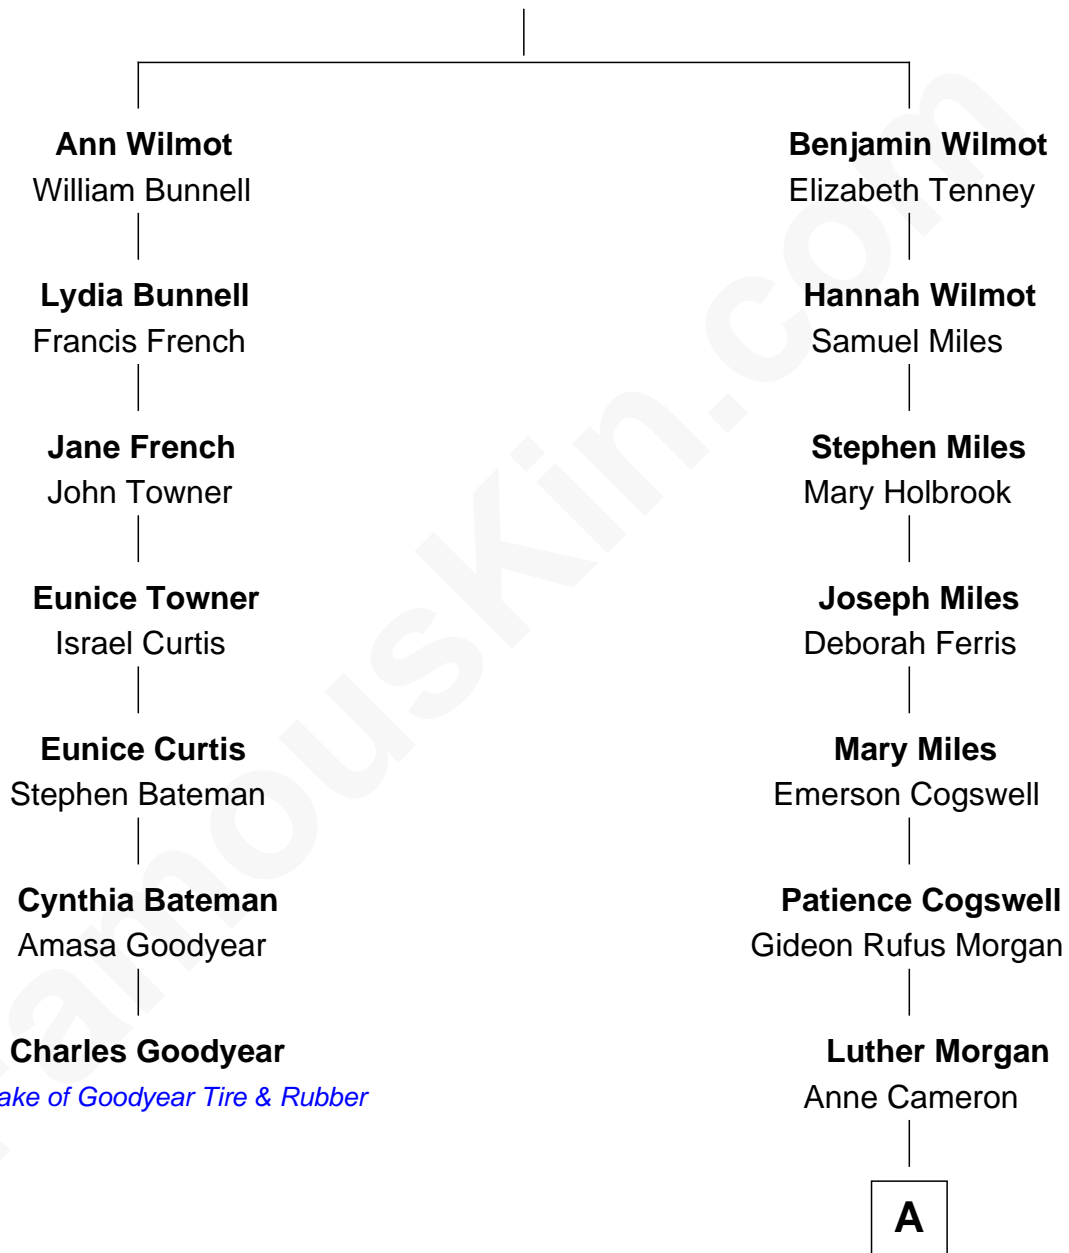 Ann Wilmot
William Bunnell
Lydia Bunnell
Francis French
Jane French
John Towner
Eunice Towner
Israel Curtis
Eunice Curtis
Stephen Bateman
Cynthia Bateman
Amasa Goodyear
Charles Goodyear
of Goodyear Tire & Rubber
Benjamin Wilmot
Elizabeth Tenney
Hannah Wilmot
Samuel Miles
Stephen Miles
Mary Holbrook
Joseph Miles
Deborah Ferris
Mary Miles
Emerson Cogswell
Patience Cogswell
Gideon Rufus Morgan
Luther Morgan
Anne Cameron
A
FamousKin.com